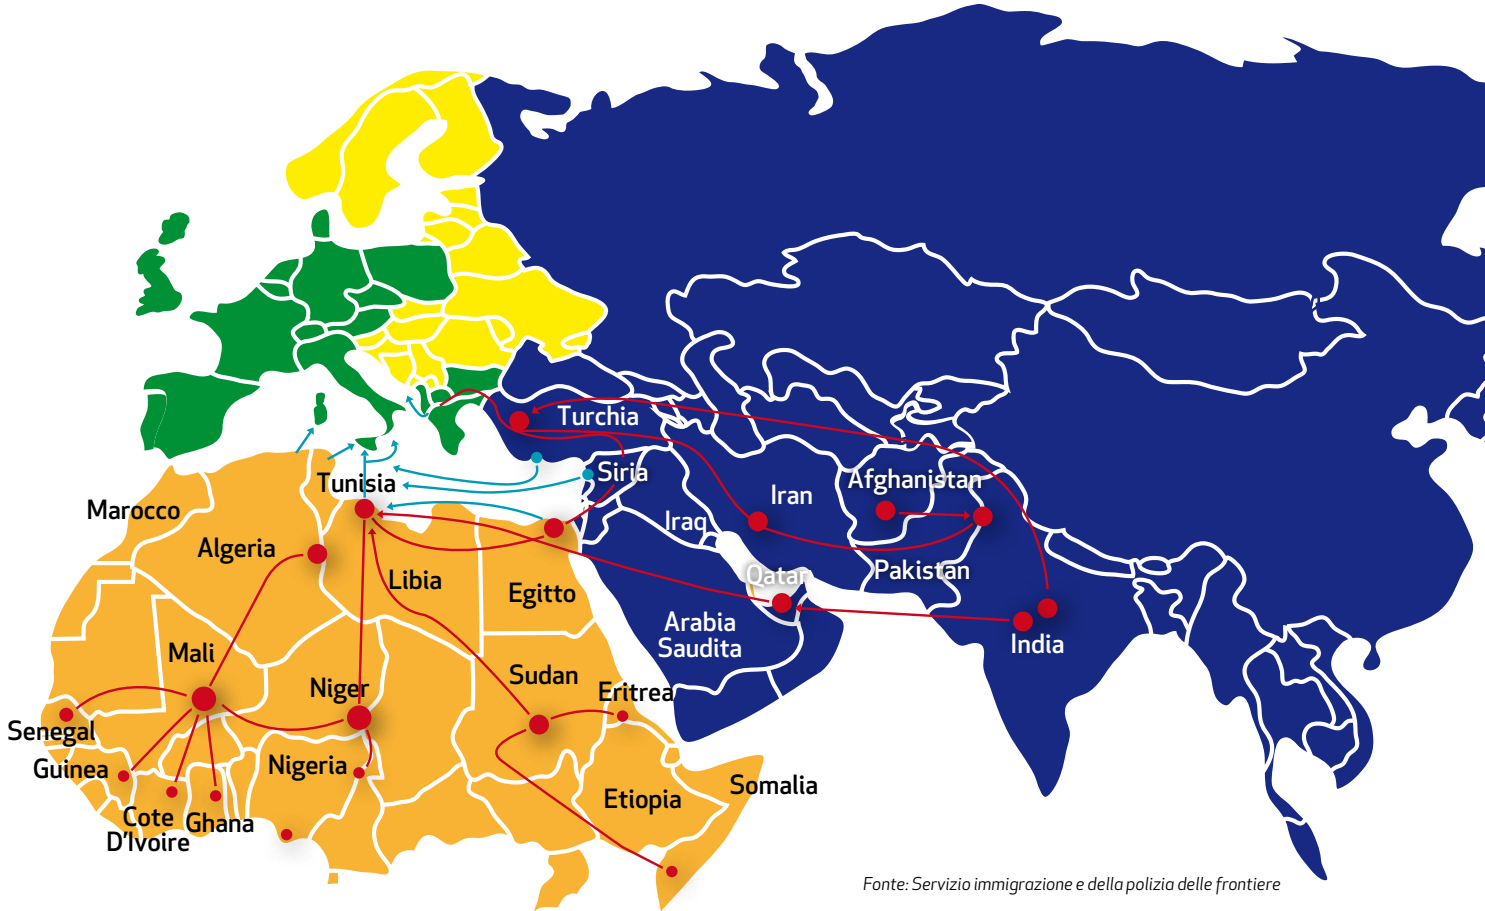 Turchia
Siria
Afghanistan
Tunisia
Iran
Marocco
Iraq
Algeria
Libia
Qatar
Pakistan
Egitto
Arabia
Saudita
India
Mali
Sudan
Niger
Eritrea
Senegal
Guinea
Nigeria
Somalia
Etiopia
Cote
D'Ivoire
Ghana
Fonte: Servizio immigrazione e della polizia delle frontiere